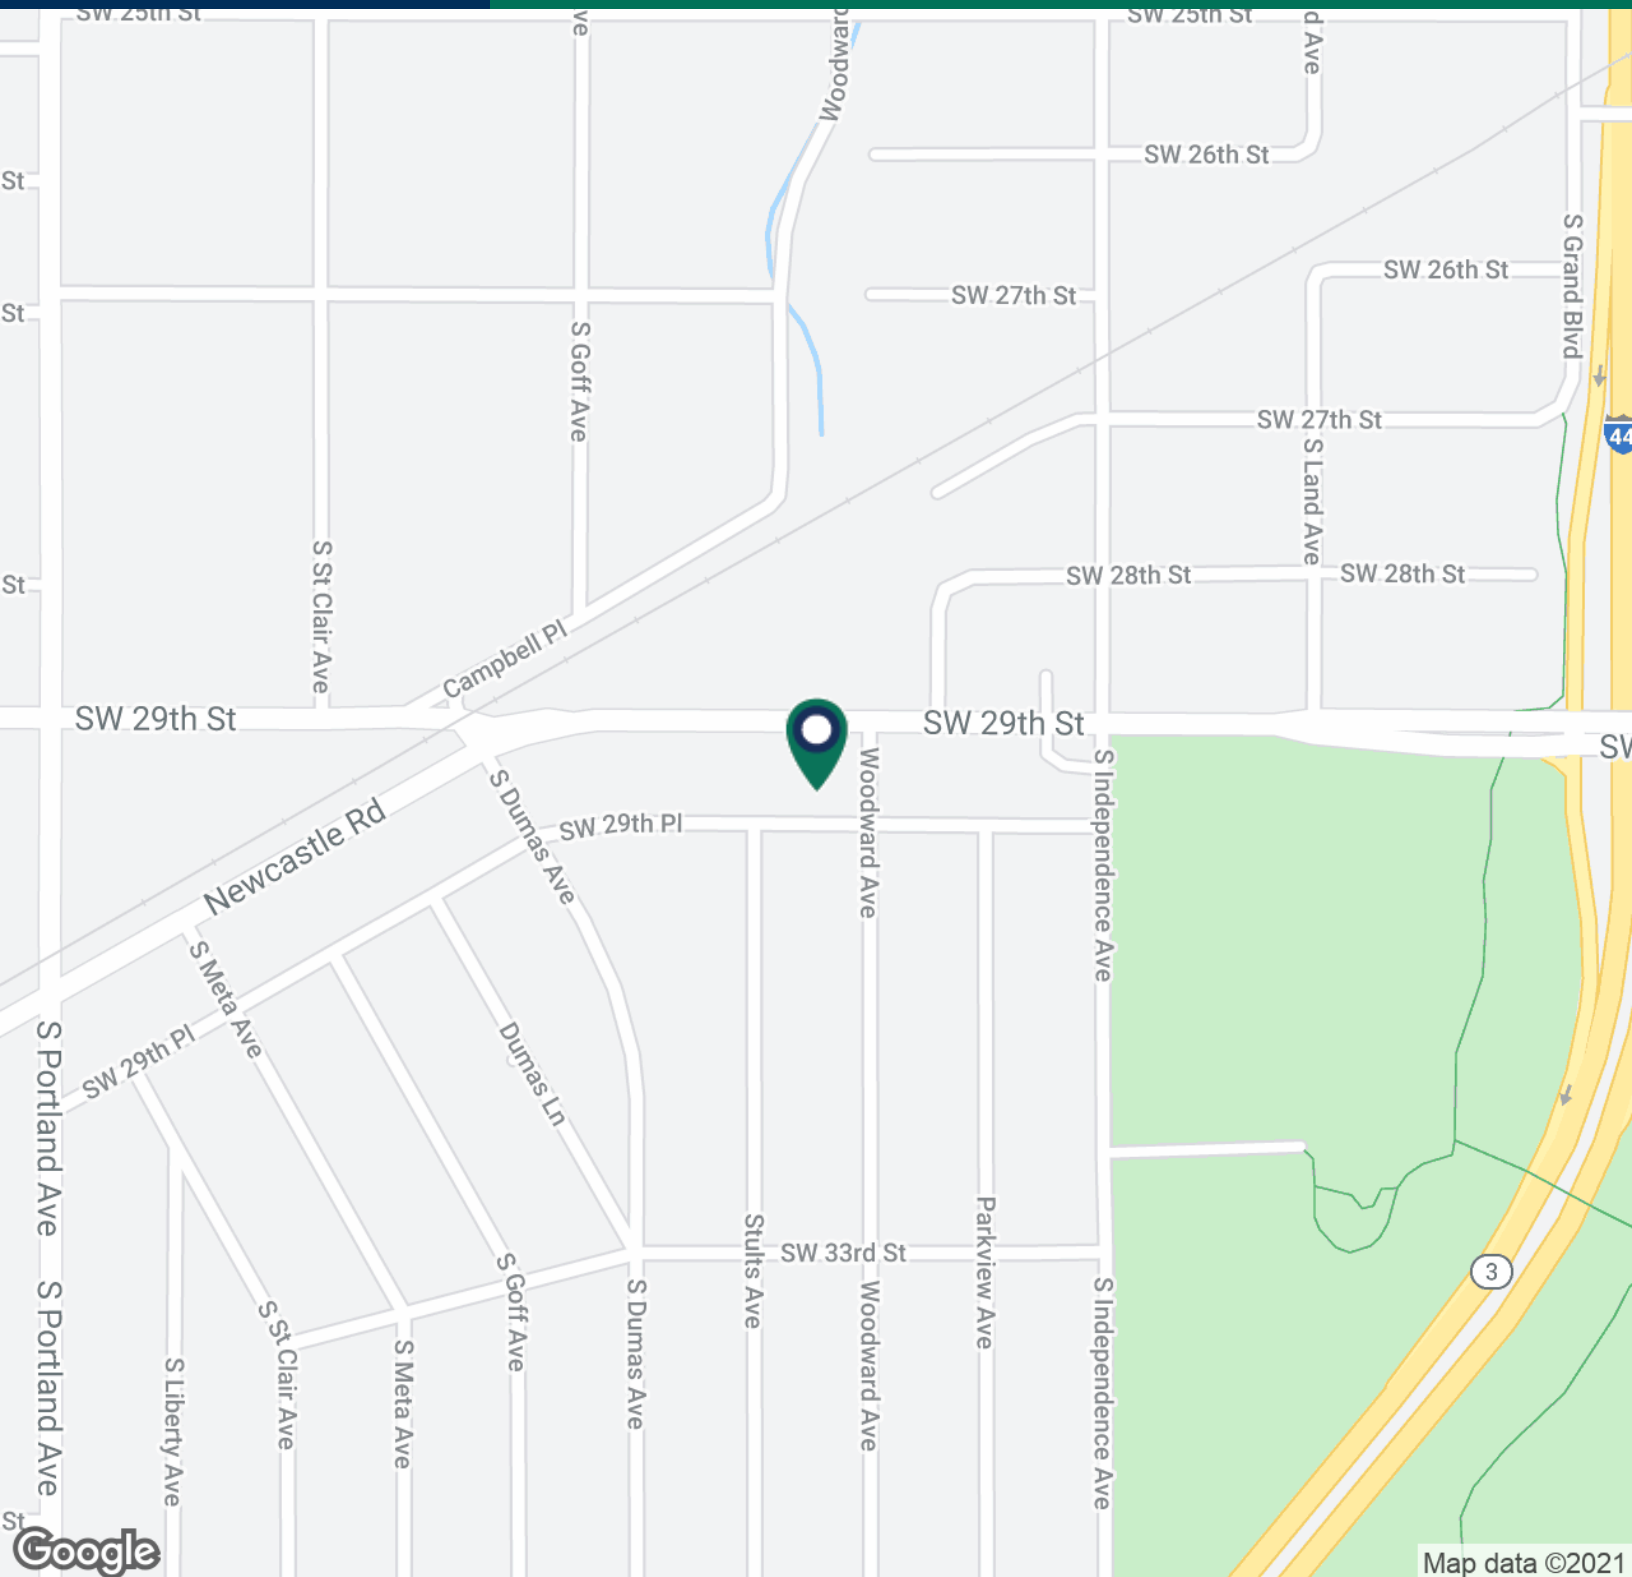 SW 25th St
ve
Woodward
SW 25th St
d Ave
SW 26th St
St
S Grand Blvd
SW 26th St
SW 27th St
St
S Goff Ave
SW 27th St
44
S Land Ave
S St Clair Ave
St
SW 28th St
SW 28th St
Campbell Pl
SW 29th St
SW 29th St
SW
Woodward Ave
S Independence Ave
S Dumas Ave
SW 29th Pl
Newcastle Rd
S Meta Ave
S Portland Ave
SW 29th Pl
Dumas Ln
Parkview Ave
Stults Ave
SW 33rd St
3
S Goff Ave
S Portland Ave
S Dumas Ave
Woodward Ave
S Independence Ave
S St Clair Ave
S Meta Ave
S Liberty Ave
St
Google
Map data ©2021